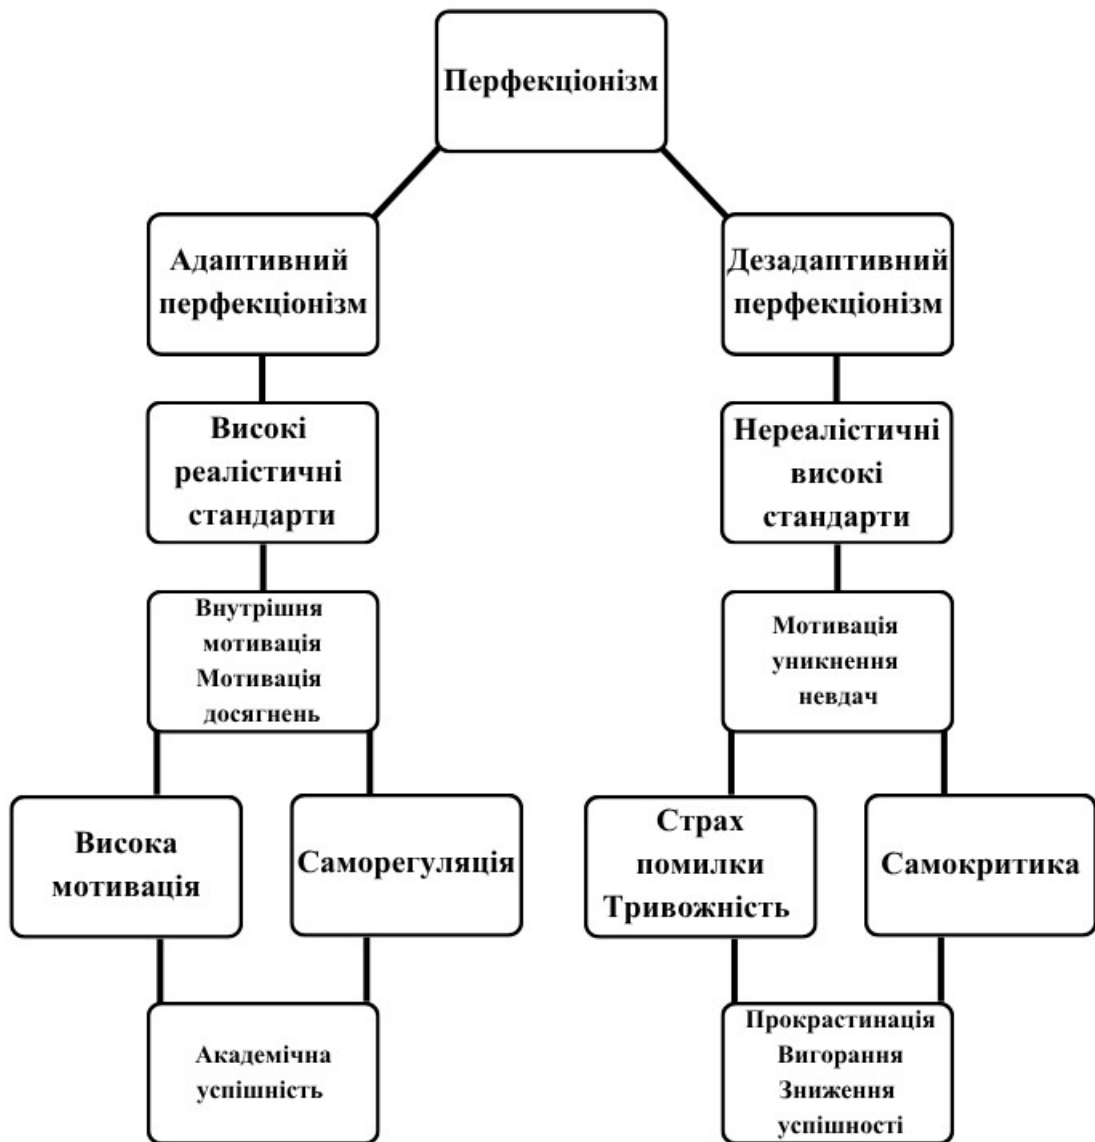 Перфекціонізм
Адаптивний
перфекціонізм
Дезадаптивний
перфекціонізм
Високі
реалістичні
стандарти
Нереалістичні
високі
стандарти
Внутрішня
мотивація
Мотивація
досягнень
Мотивація
уникнення
невдач
Висока
мотивація
Саморегуляція
Страх
помилки
Тривожність
Самокритика
Академічна
успішність
Прокрастинація
Вигорання
Зниження
успішності